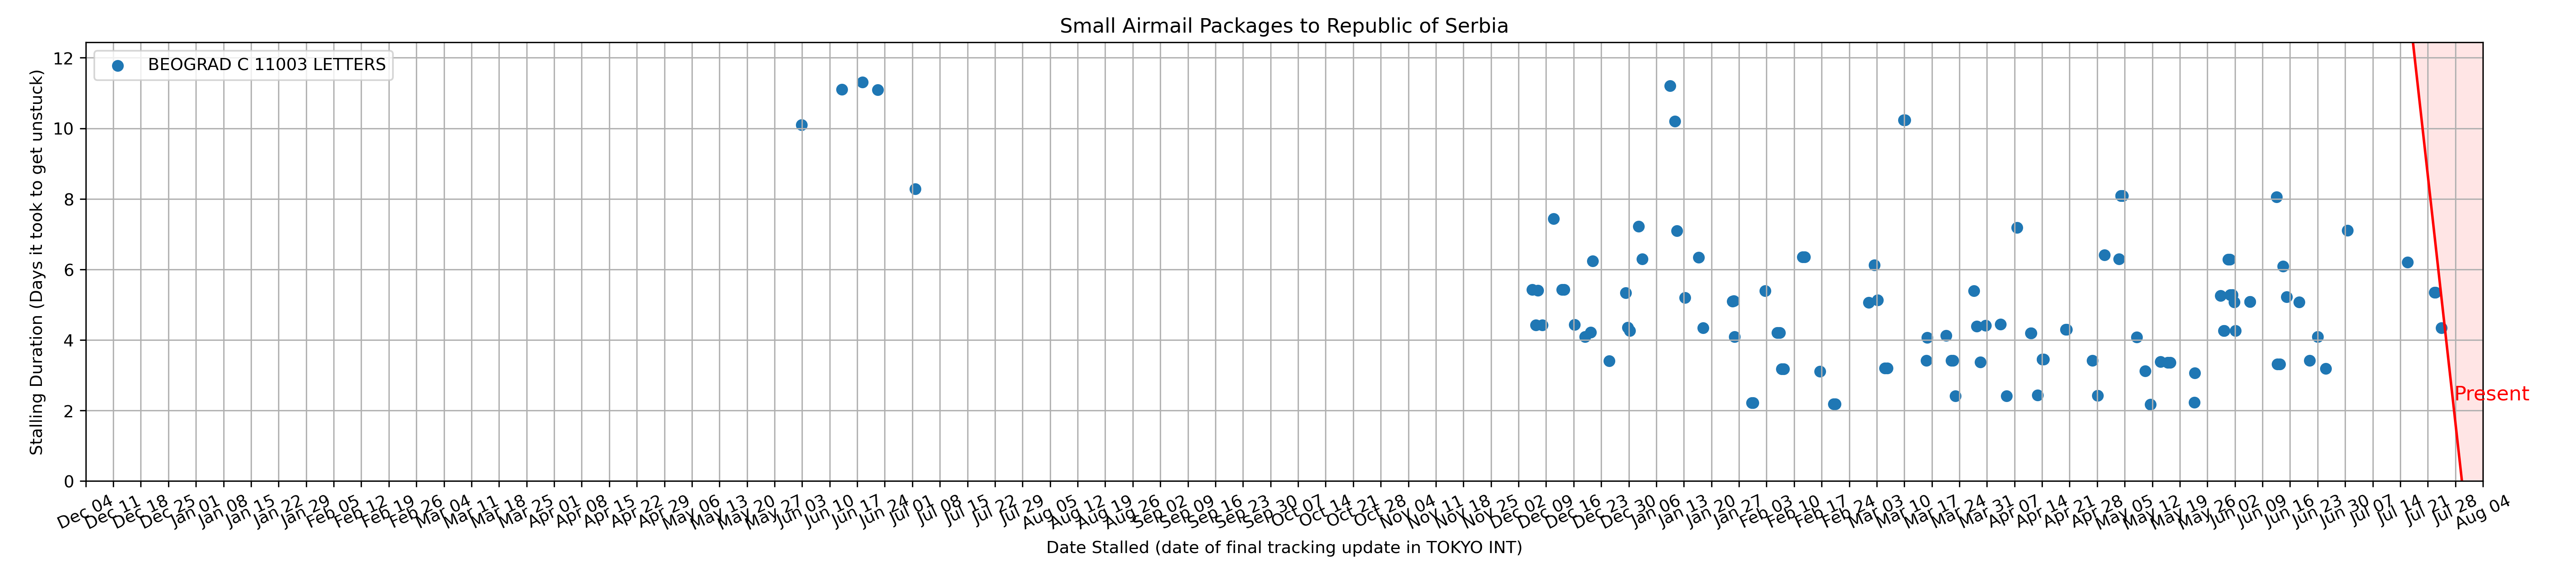 Small Airmail Packages to Republic of Serbia
BEOGRAD C 11003 LETTERS
Stalling Duration (Days it took to get unstuck)
12
10
8
6
4
2
0
Present
Dec 04
Dec 11
Dec 18
Dec 25
Jan 01
Jan 08
Jan 15
Jan 22
Jan 29
Feb 05
Feb 12
Feb 19
Feb 26
Mar 04
Mar 11
Mar 18
Mar 25
Apr 01
Apr 08
Apr 15
Apr 22
Apr 29
May 06
May 13
May 20
May 27
Jun 03
Jun 10
Jun 17
Jun 24
Jul 01
Jul 08
Jul 15
Jul 22
Jul 29
Aug 05
Aug 12
Aug 19
Aug 26
Sep 02
Sep 09
Sep 16
Sep 23
Sep 30
Oct 07
Oct 14
Oct 21
Oct 28
Nov 04
Nov 11
Nov 18
Nov 25
Dec 02
Dec 09
Dec 16
Dec 23
Dec 30
Jan 06
Jan 13
Jan 20
Jan 27
Feb 03
Feb 10
Feb 17
Feb 24
Mar 03
Mar 10
Mar 17
Mar 24
Mar 31
Apr 07
Apr 14
Apr 21
Apr 28
May 05
May 12
May 19
May 26
Jun 02
Jun 09
Jun 16
Jun 23
Jun 30
Jul 07
Jul 14
Jul 21
Jul 28
Aug 04
Date Stalled (date of final tracking update in TOKYO INT)